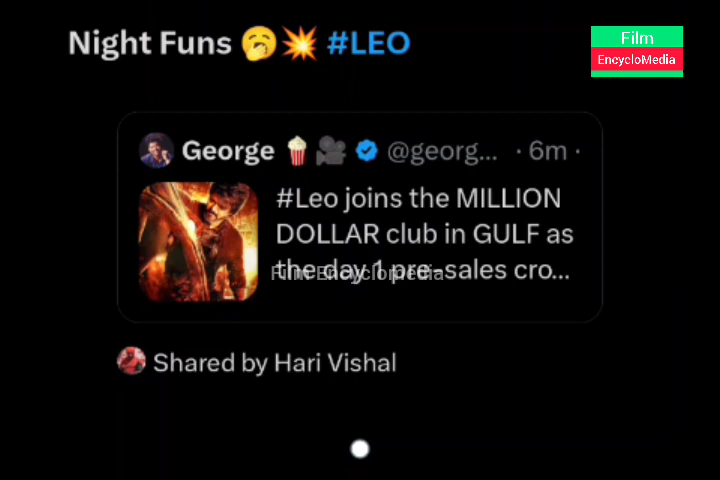 Night Funs 🥱💥 #LEO
Film
EncycloMedia
George 🍿🎥 @georg... · 6m ·
#Leo joins the MILLION
DOLLAR club in GULF as
the day 1 pre-sales cro...
Film Encyclomedia
Shared by Hari Vishal